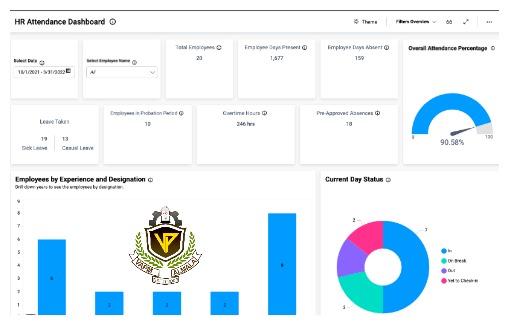 HR Attendance Dashboard
Theme
Filters Overview
Total Employees
20
Employee Days Present
1,677
Employee Days Absent
159
Overall Attendance Percentage
Select Date
10/1/2021 - 3/31/2022
Select Employee Name
All
0
100
90.58%
Leave Taken
19
13
Sick Leave
Casual Leave
Employees in Probation Period
10
Overtime Hours
246 hrs
Pre-Approved Absences
18
Employees by Experience and Designation
Drill down years to see the employees by designation.
Current Day Status
9
8
7
6
5
4
3
2
1
6
2
2
2
8
VP
2
7
3
In
On Break
Out
Yet to Check-in